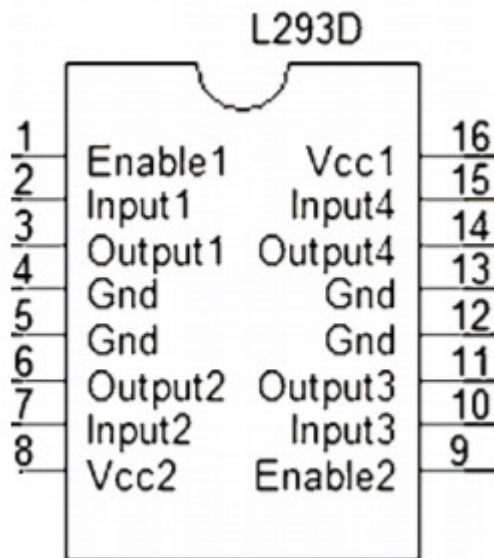 L293D
1 Enable1 Vcc1 16
2 Input1 Input4 15
3 Output1 Output4 14
4 Gnd Gnd 13
5 Gnd Gnd 12
6 Output2 Output3 11
7 Input2 Input3 10
8 Vcc2 Enable2 9